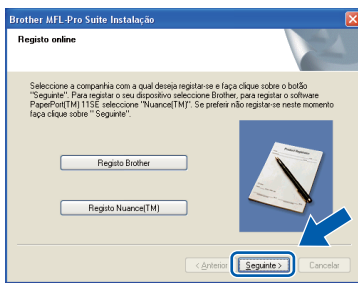 Brother MFL-Pro Suite Instalação
Registo online
Seleccione a companhia com a qual deseja registar-se e faça clique sobre o botão
"Seguinte". Para registar o seu dispositivo seleccione Brother, para registar o software
PaperPort(TM) 11SE seleccione "Nuance(TM)". Se preferir não registar-se neste momento
faça clique sobre " Seguinte".
Registo Brother
Registo Nuance(TM)
< Anterior
Seguinte >
Cancelar